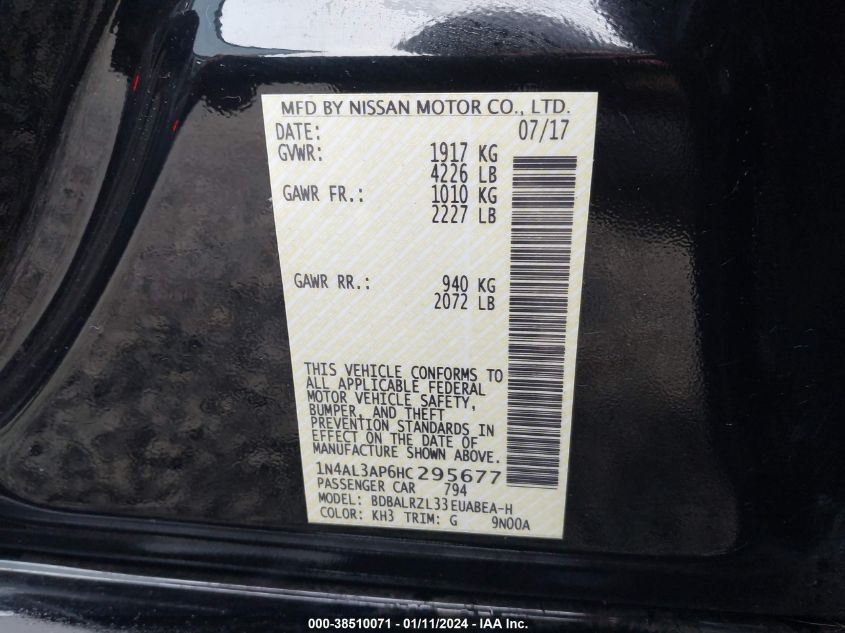 MFD BY NISSAN MOTOR CO., LTD.
DATE: 07/17
GVWR: 1917 KG
4226 LB
GAWR FR.: 1010 KG
2227 LB
GAWR RR.: 940 KG
2072 LB
THIS VEHICLE CONFORMS TO
ALL APPLICABLE FEDERAL
MOTOR VEHICLE SAFETY,
BUMPER, AND THEFT
PREVENTION STANDARDS IN
EFFECT ON THE DATE OF
MANUFACTURE SHOWN ABOVE.
1N4AL3AP6HC295677
PASSENGER CAR 794
MODEL: BDBALRZL33EUABEA-H
COLOR: KH3 TRIM: G 9N00A
000-38510071 - 01/11/2024 - IAA Inc.